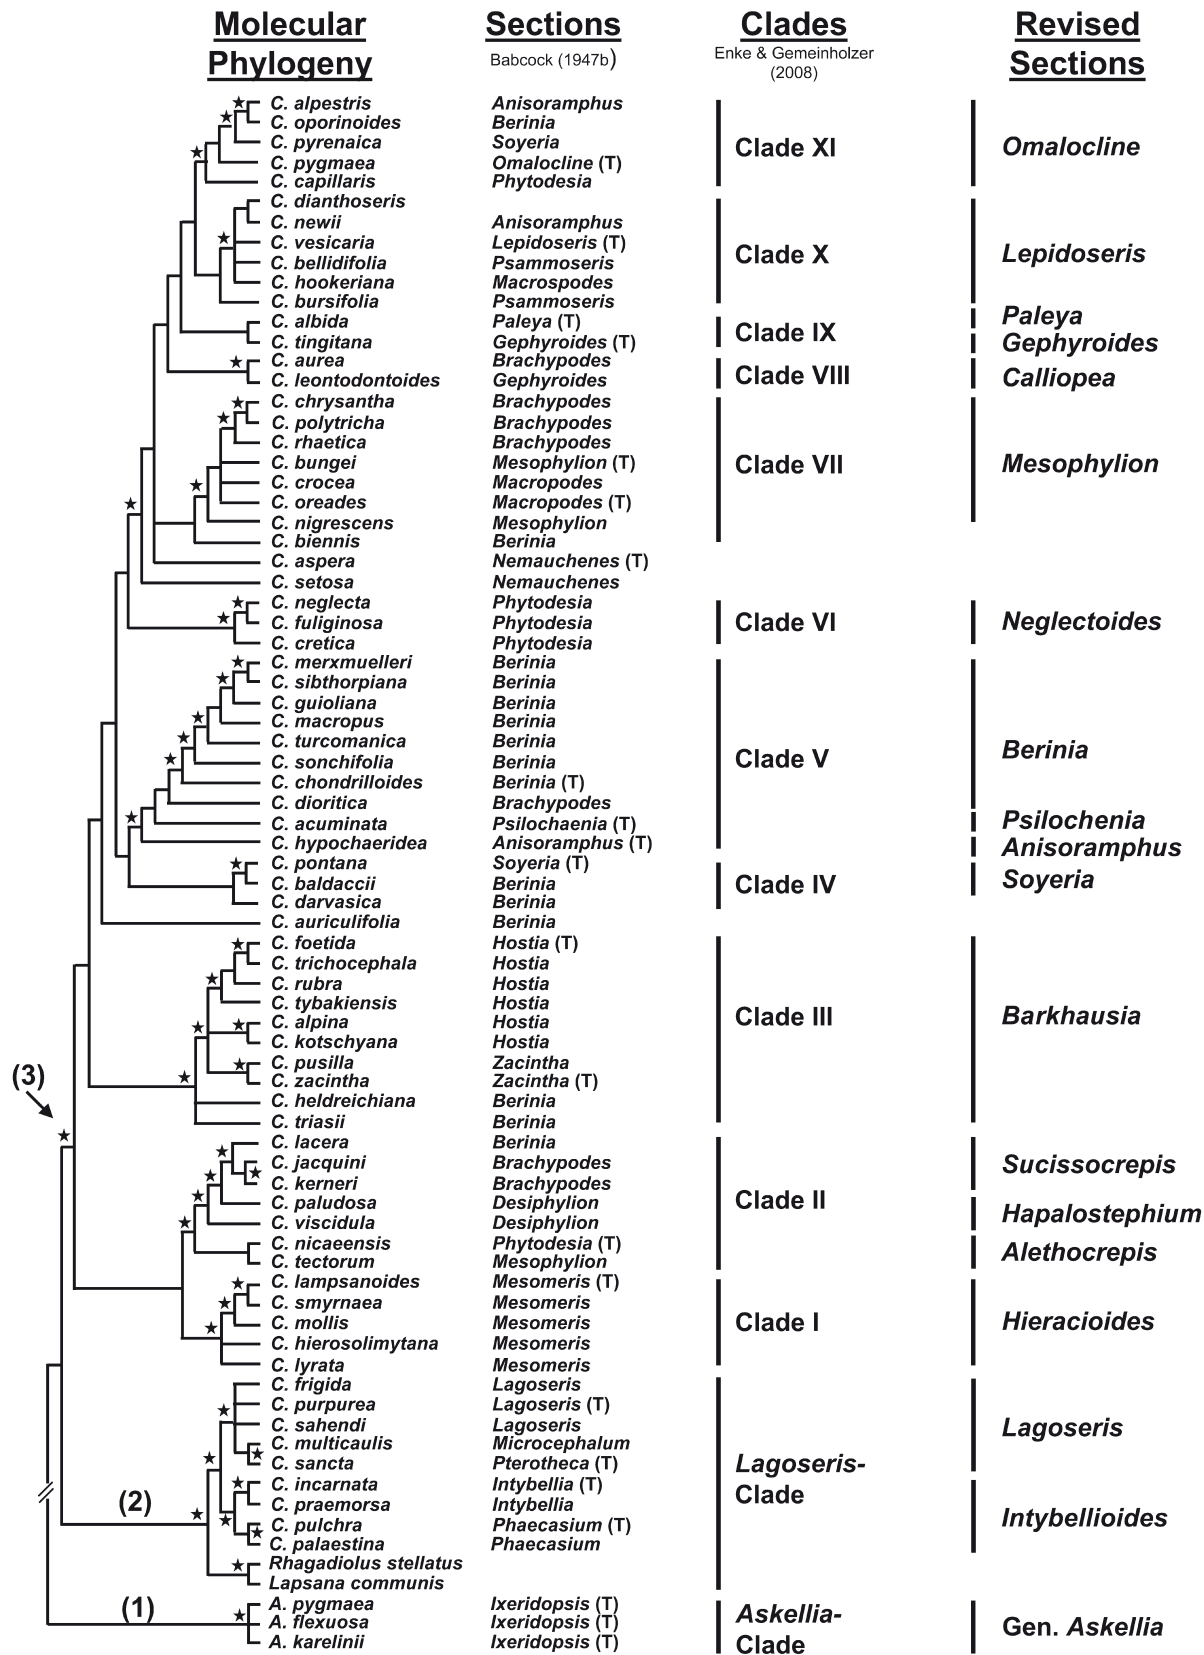 Molecular Phylogeny
Sections
Babcock (1947b)
Clades
Enke & Gemeinholzer
(2008)
Revised Sections
C. alpestris Anisoramphus
C. oporinoides Berinia
C. pyrenaica Soyeria
C. pygmaea Omalocline (T)
C. capillaris Phytodesia
Clade XI
Omalocline
C. dianthoseris
C. newii Anisoramphus
C. vesicaria Lepidoseris (T)
C. bellidifolia Psammoseris
C. hookeriana Macrospodes
C. bursifolia Psammoseris
Clade X
Lepidoseris
C. albida Paleya (T)
C. tingitana Gephyroides (T)
Clade IX
Paleya
Gephyroides
C. aurea Brachypodes
C. leontodontoides Gephyroides
Clade VIII
Calliopea
C. chrysantha Brachypodes
C. polytricha Brachypodes
C. rhaetica Brachypodes
C. bungei Mesophylion (T)
C. crocea Macropodes
C. oreades Macropodes (T)
C. nigrescens Mesophylion
C. biennis Berinia
Clade VII
Mesophylion
C. aspera Nemauchenes (T)
C. setosa Nemauchenes
C. neglecta Phytodesia
C. fuliginosa Phytodesia
C. cretica Phytodesia
Clade VI
Neglectoides
C. merxmuelleri Berinia
C. sibthorpiana Berinia
C. guioliana Berinia
C. macropus Berinia
C. turcomanica Berinia
C. sonchifolia Berinia
C. chondrilloides Berinia (T)
C. dioritica Brachypodes
C. acuminata Psilochaenia (T)
C. hypochaeridea Anisoramphus (T)
Clade V
Berinia
Psilochenia
Anisoramphus
C. pontana Soyeria (T)
C. baldaccii Berinia
C. darvasica Berinia
Clade IV
Soyeria
C. auriculifolia Berinia
C. foetida Hostia (T)
C. trichocephala Hostia
C. rubra Hostia
C. tybakiensis Hostia
C. alpina Hostia
C. kotschyana Hostia
C. pusilla Zacintha
C. zacintha Zacintha (T)
C. heldreichiana Berinia
C. triasii Berinia
Clade III
Barkhausia
(3)
C. lacera Berinia
C. jacquini Brachypodes
C. kerneri Brachypodes
C. paludosa Desiphylion
C. viscidula Desiphylion
C. nicaeensis Phytodesia (T)
C. tectorum Mesophylion
Clade II
Sucissocrepis
Hapalostephium
Alethocrepis
C. lampsanoides Mesomeris (T)
C. smyrnaea Mesomeris
C. mollis Mesomeris
C. hierosolimytana Mesomeris
C. lyrata Mesomeris
Clade I
Hieracioides
C. frigida Lagoseris
C. purpurea Lagoseris (T)
C. sahendi Lagoseris
C. multicaulis Microcephalum
C. sancta Pterotheca (T)
C. incarnata Intybellia (T)
C. praemorsa Intybellia
C. pulchra Phaecasium (T)
C. palaestina Phaecasium
Rhagadiolus stellatus
Lapsana communis
(2)
Lagoseris-
Clade
Lagoseris
Intybellioides
A. pygmaea Ixeridopsis (T)
A. flexuosa Ixeridopsis (T)
A. karelinii Ixeridopsis (T)
(1)
Askellia-
Clade
Gen. Askellia